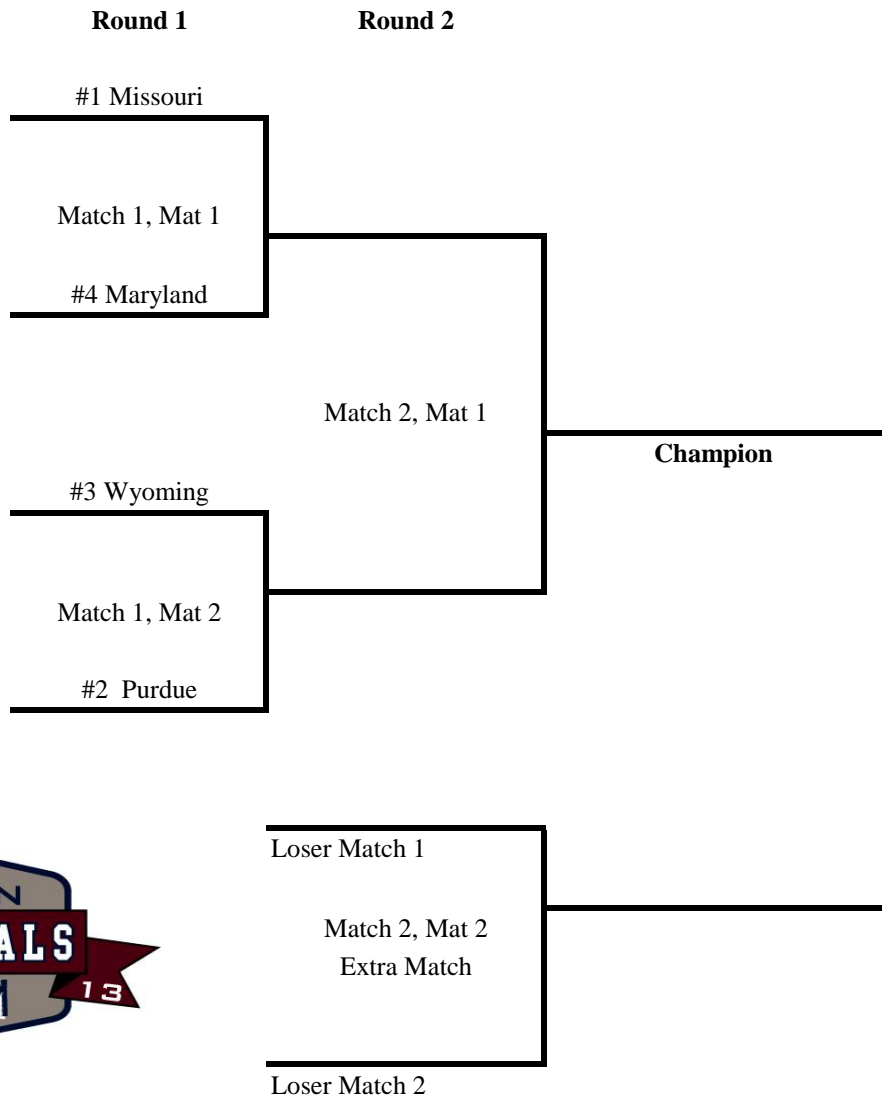 Round 1 Round 2
#1 Missouri
Match 1, Mat 1
#4 Maryland
Match 2, Mat 1
Champion
#3 Wyoming
Match 1, Mat 2
#2 Purdue
Loser Match 1
Match 2, Mat 2
Extra Match
13
Loser Match 2